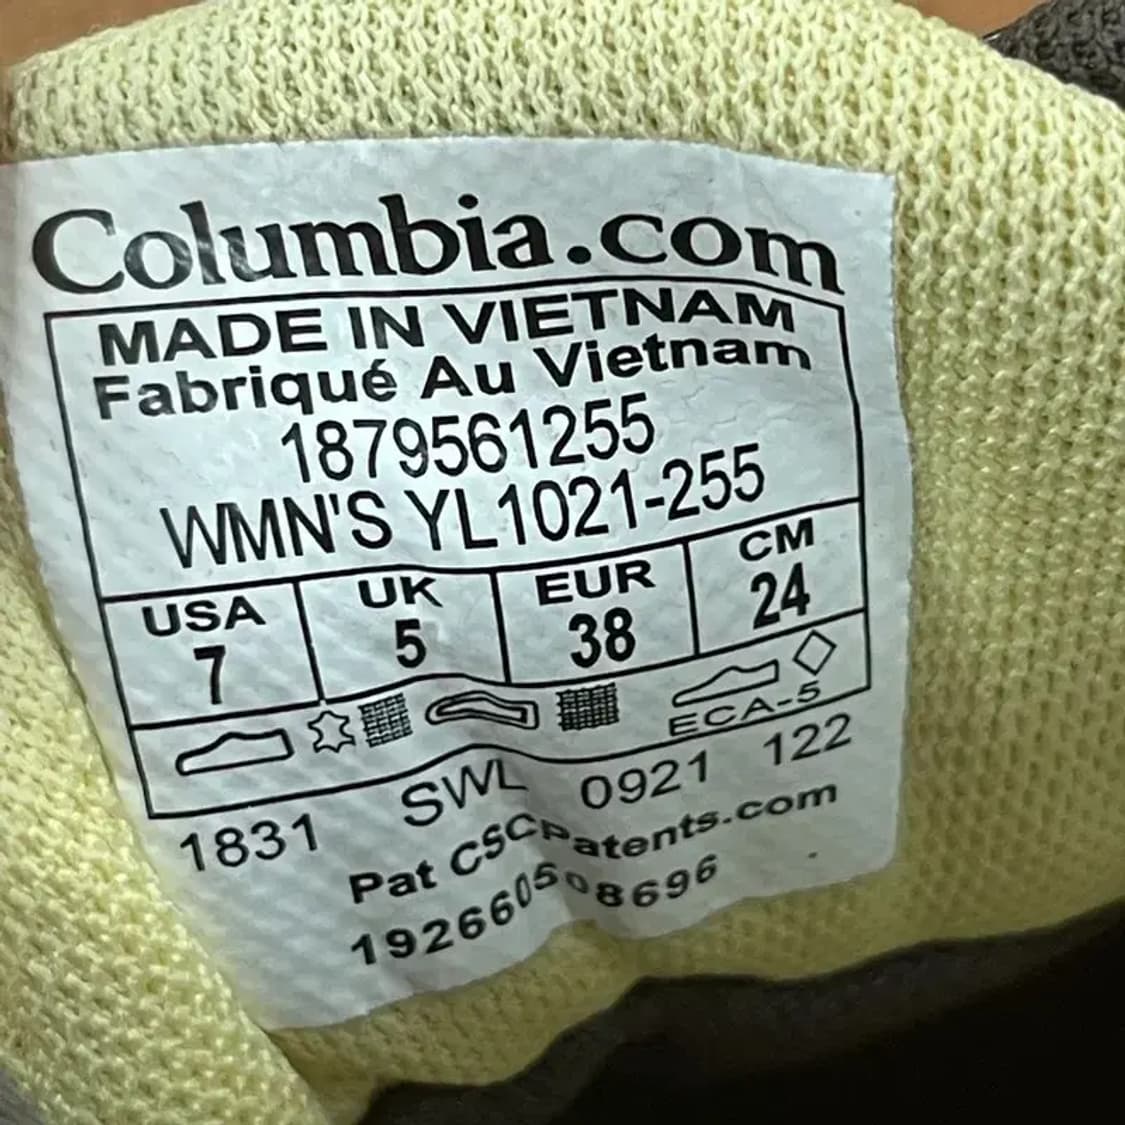 Columbia.com
MADE IN VIETNAM
Fabriqué Au Vietnam
1879561255
WMN'S YL1021-255
USA UK EUR CM
7 5 38 24
ECA-5
1831 SWL 0921 122
Pat CSCPatents.com
192660508696